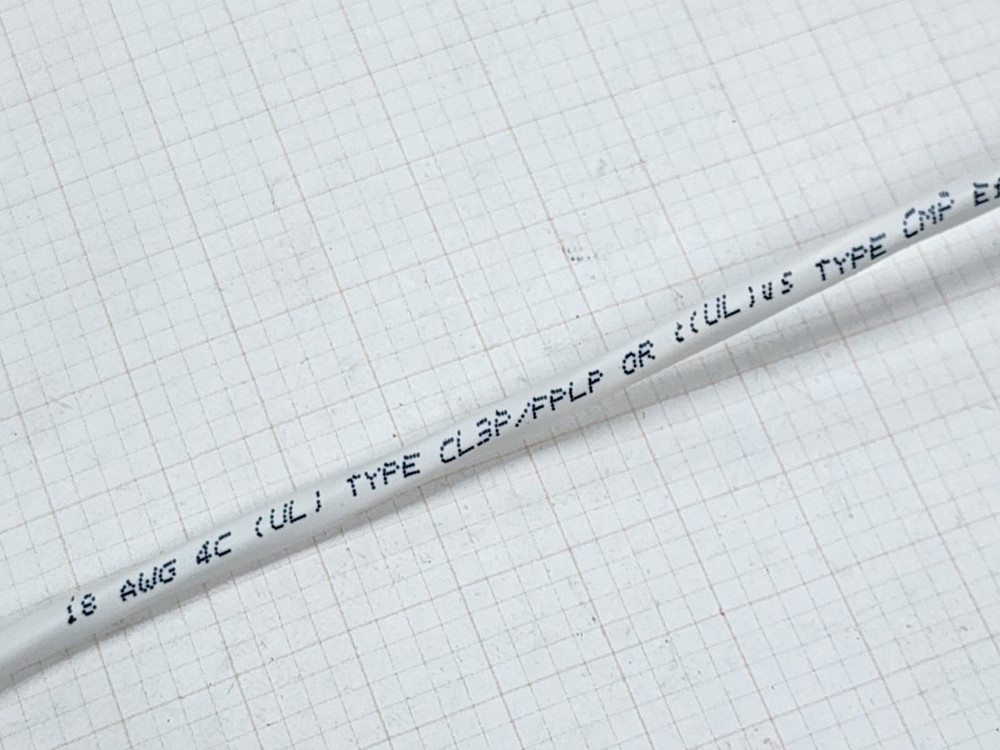 18 AWG 4C (UL) TYPE CL3P/FPLP OR c(UL)us TYPE CMP